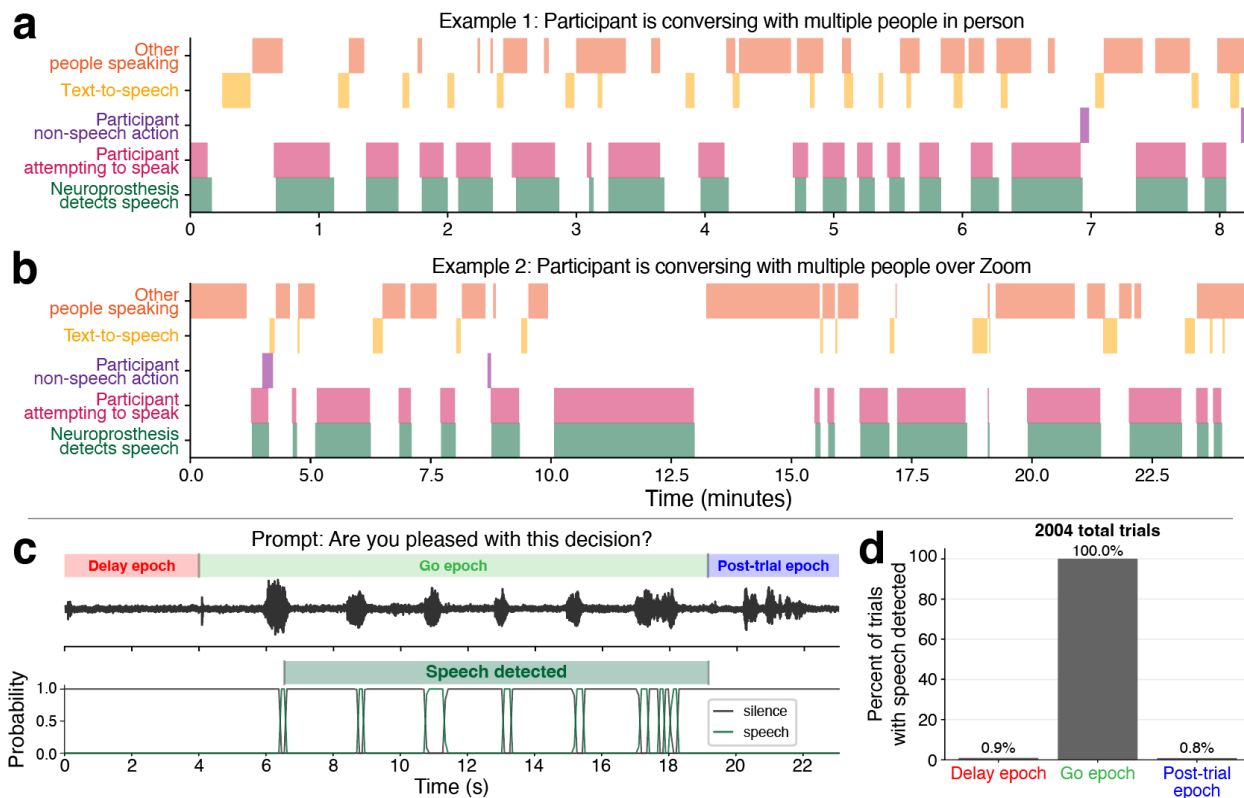 a
Example 1: Participant is conversing with multiple people in person
Other
people speaking
Text-to-speech
Participant
non-speech action
Participant
attempting to speak
Neuroprosthesis
detects speech
0 1 2 3 4 5 6 7 8
b
Example 2: Participant is conversing with multiple people over Zoom
Other
people speaking
Text-to-speech
Participant
non-speech action
Participant
attempting to speak
Neuroprosthesis
detects speech
0.0 5.0 7.5 10.0 12.5 15.0 17.5 20.0 22.5
Time (minutes)
c
Prompt: Are you pleased with this decision?
Delay epoch Go epoch Post-trial epoch
Speech detected
Probability
1.0
0.5
0.0
silence
speech
0 2 4 6 8 10 12 14 16 18 20 22
Time (s)
d
2004 total trials
Percent of trials
with speech detected
100
80
60
40
20
0
0.9%
100.0%
0.8%
Delay epoch
Go epoch
Post-trial
epoch